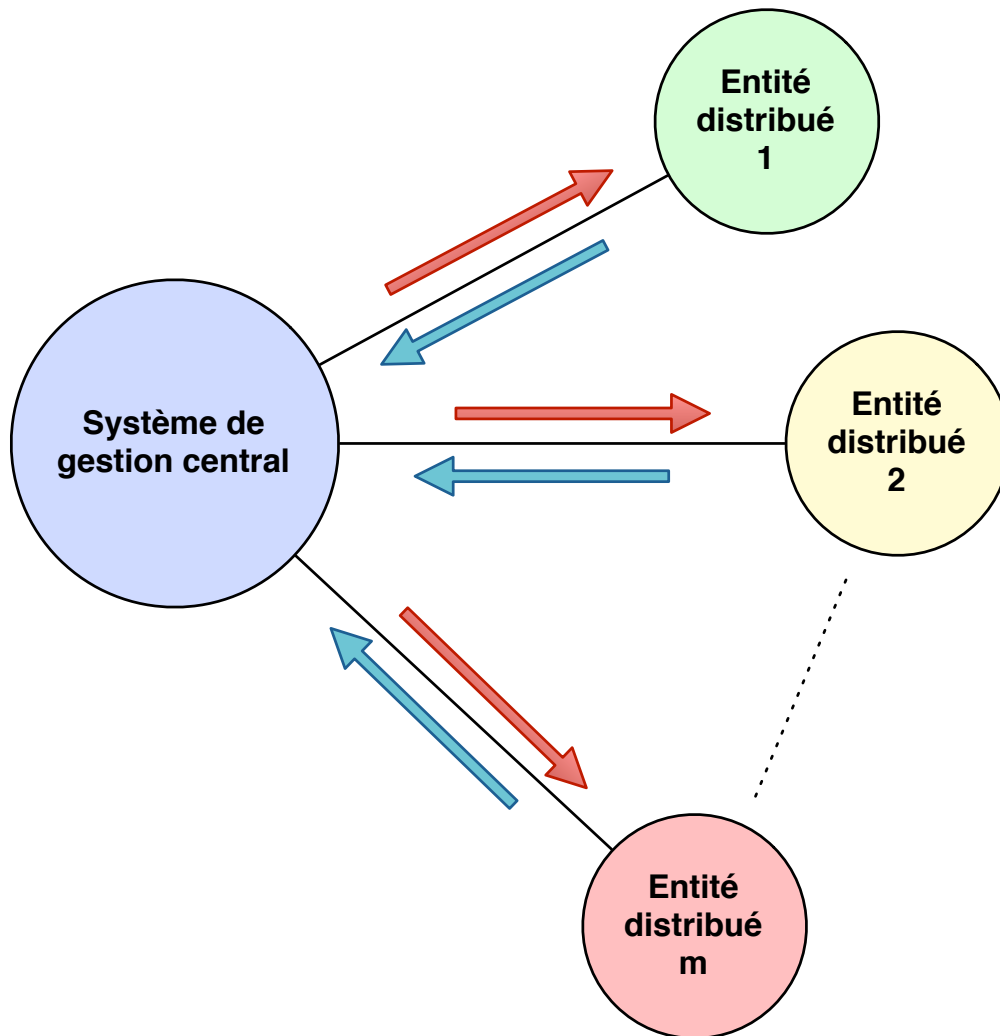 Entité
distribué
1
Système de
gestion central
Entité
distribué
2
Entité
distribué
m